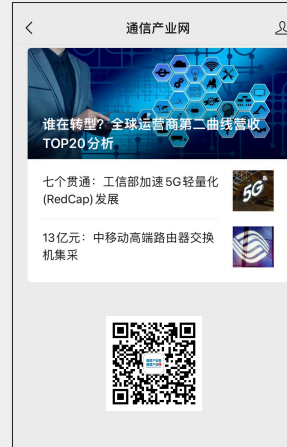 通信产业网
谁在转型？全球运营商第二曲线营收
TOP20分析
七个贯通：工信部加速5G轻量化
(RedCap)发展
5G
13亿元：中移动高端路由器交换
机集采